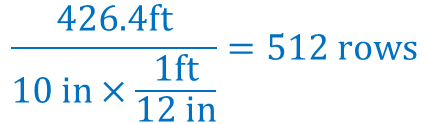 426.4ft
10 in × 1ft
12 in
= 512 rows